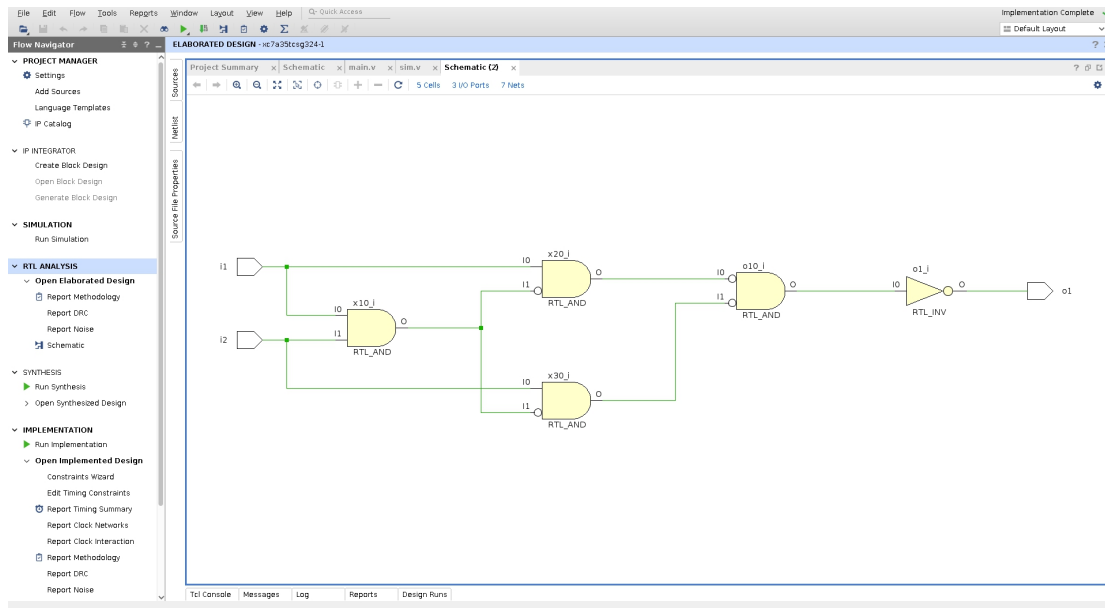 File Edit Flow Tools Reports Window Layout View Help Q- Quick Access Implementation Complete
Default Layout
Flow Navigator ? ELABORATED DESIGN - xc7a35tcsg324-1 ?
PROJECT MANAGER
Settings
Add Sources
Language Templates
IP Catalog
IP INTEGRATOR
Create Block Design
Open Block Design
Generate Block Design
SIMULATION
Run Simulation
RTL ANALYSIS
Open Elaborated Design
Report Methodology
Report DRC
Report Noise
Schematic
SYNTHESIS
Run Synthesis
Open Synthesized Design
IMPLEMENTATION
Run Implementation
Open Implemented Design
Constraints Wizard
Edit Timing Constraints
Report Timing Summary
Report Clock Networks
Report Clock Interaction
Report Methodology
Report DRC
Report Noise
Sources
Netlist
Source File Properties
Project Summary x Schematic x main.v x sim.v x Schematic (2) x ?
5 Cells 3 I/O Ports 7 Nets
i1
i2
x10_i
I0
I1
O
RTL_AND
x20_i
I0
I1
O
RTL_AND
x30_i
I0
I1
O
RTL_AND
o10_i
I0
I1
O
RTL_AND
o1_i
I0
O
RTL_INV
o1
Tcl Console Messages Log Reports Design Runs